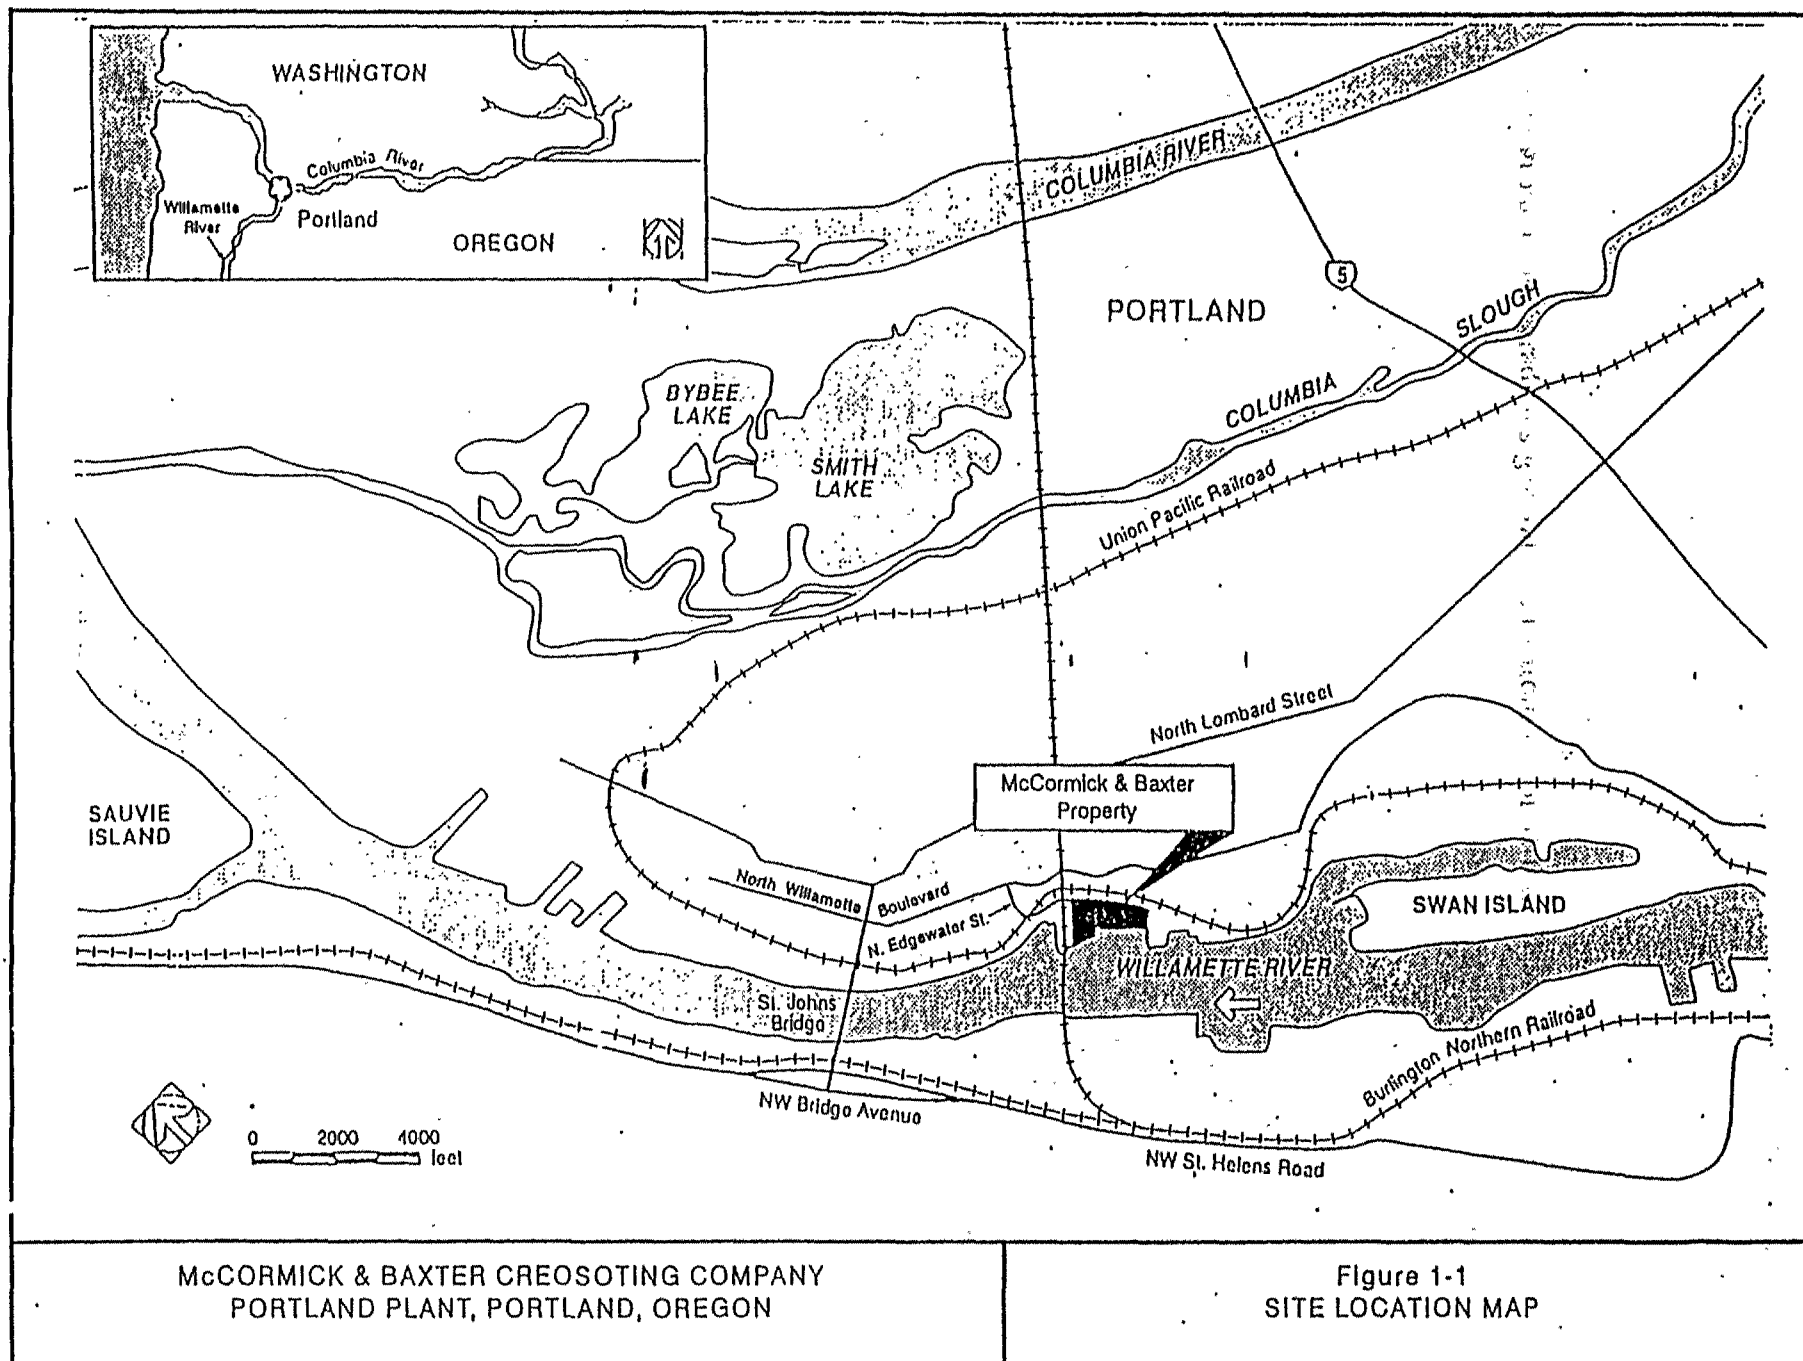 WASHINGTON
Columbia River
Willamette
River
Portland
OREGON
COLUMBIA RIVER
5
PORTLAND
COLUMBIA
SLOUGH
BYBEE
LAKE
SMITH
LAKE
Union Pacific Railroad
North Lombard Street
McCormick & Baxter
Property
SAUVIE
ISLAND
North Willamette Boulevard
N. Edgewater St.
SWAN ISLAND
WILLAMETTE RIVER
St. Johns
Bridge
Burlington Northern Railroad
NW Bridge Avenue
NW St. Helens Road
0 2000 4000
feet
McCORMICK & BAXTER CREOSOTING COMPANY
PORTLAND PLANT, PORTLAND, OREGON
Figure 1-1
SITE LOCATION MAP